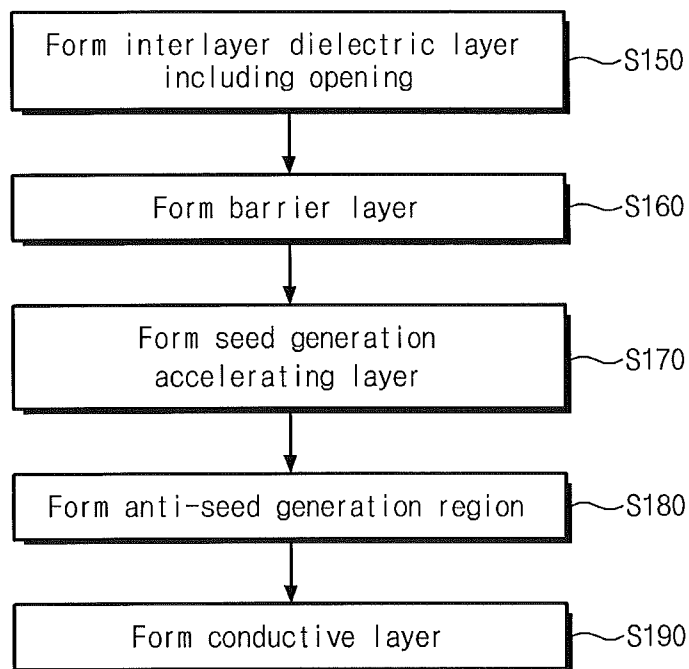 Form interlayer dielectric layer
including opening
S150
Form barrier layer
S160
Form seed generation
accelerating layer
S170
Form anti-seed generation region
S180
Form conductive layer
S190